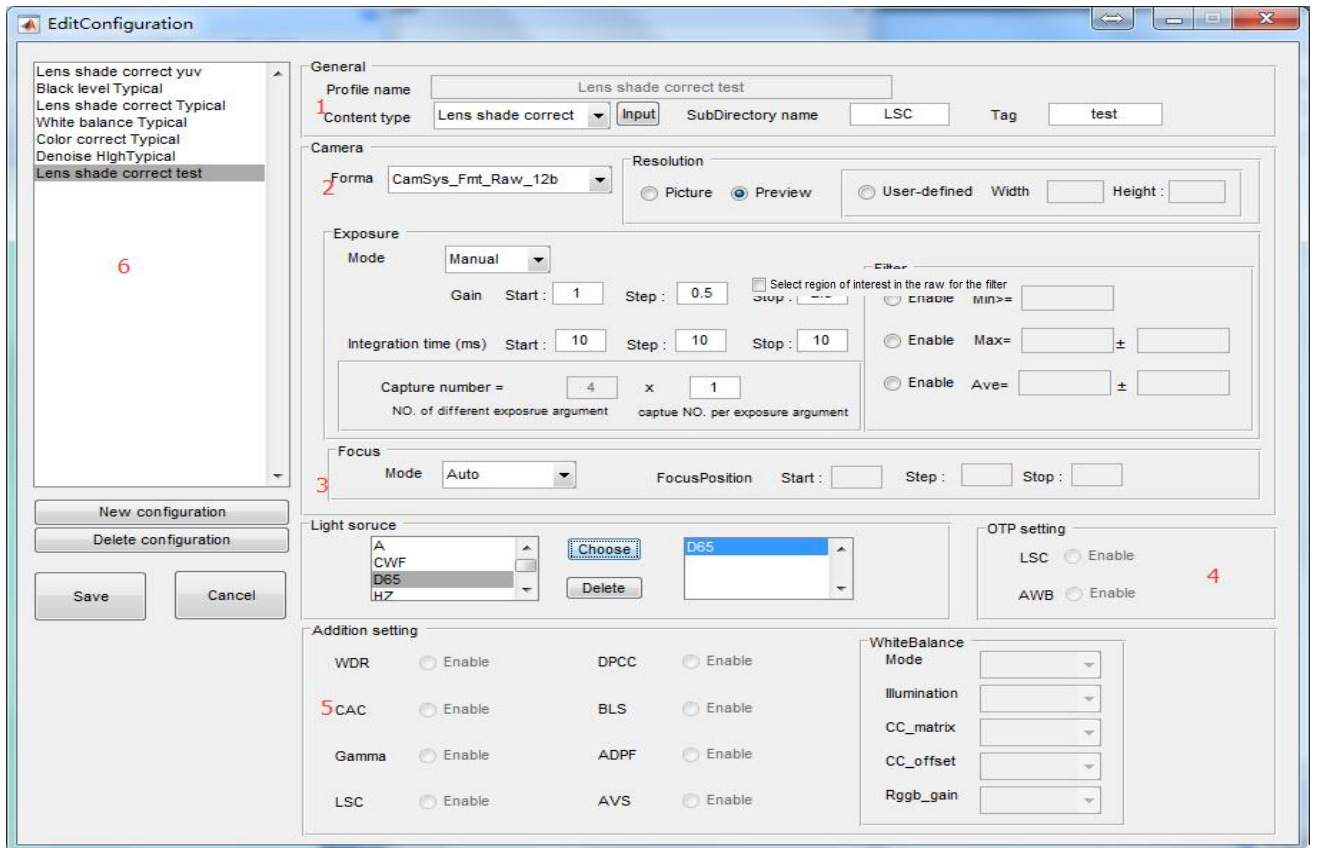 EditConfiguration
Lens shade correct yuv
Black level Typical
Lens shade correct Typical
White balance Typical
Color correct Typical
Denoise HIghTypical
Lens shade correct test
6
New configuration
Delete configuration
Save
Cancel
General
Profile name Lens shade correct test
1
Content type Lens shade correct Input SubDirectory name LSC Tag test
Camera
2
Forma CamSys_Fmt_Raw_12b
Resolution
Picture Preview User-defined Width Height :
Exposure
Mode Manual
Gain Start : 1 Step : 0.5 Stop :
Integration time (ms) Start : 10 Step : 10 Stop : 10
Capture number = 4 x 1
NO. of different exposrue argument captue NO. per exposure argument
Filter
Select region of interest in the raw for the filter
Enable Min>=
Enable Max= ±
Enable Ave= ±
Focus
3
Mode Auto FocusPosition Start : Step : Stop :
Light soruce
A
CWF
D65
HZ
Choose
Delete
D65
OTP setting
LSC Enable
AWB Enable
4
Addition setting
WDR Enable DPCC Enable
5
CAC Enable BLS Enable
Gamma Enable ADPF Enable
LSC Enable AVS Enable
WhiteBalance
Mode
Illumination
CC_matrix
CC_offset
Rggb_gain